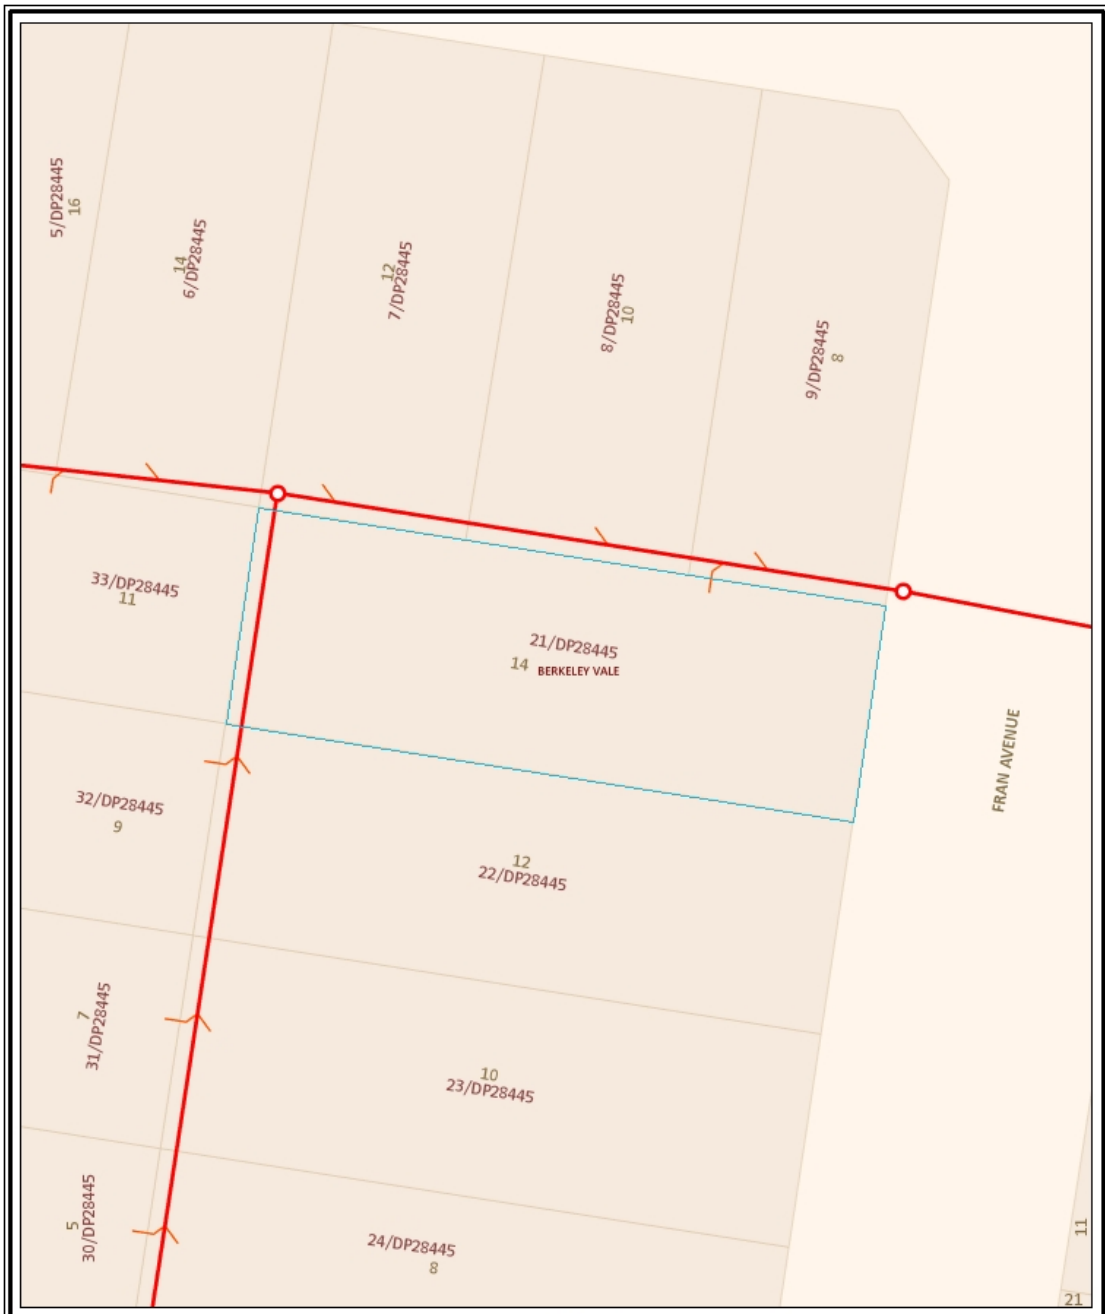 5/DP28445
16
14
6/DP28445
12
7/DP28445
8/DP28445
10
9/DP28445
8
33/DP28445
11
21/DP28445
14 BERKELEY VALE
FRAN AVENUE
32/DP28445
9
12
22/DP28445
7
31/DP28445
10
23/DP28445
5
30/DP28445
24/DP28445
8
11
21